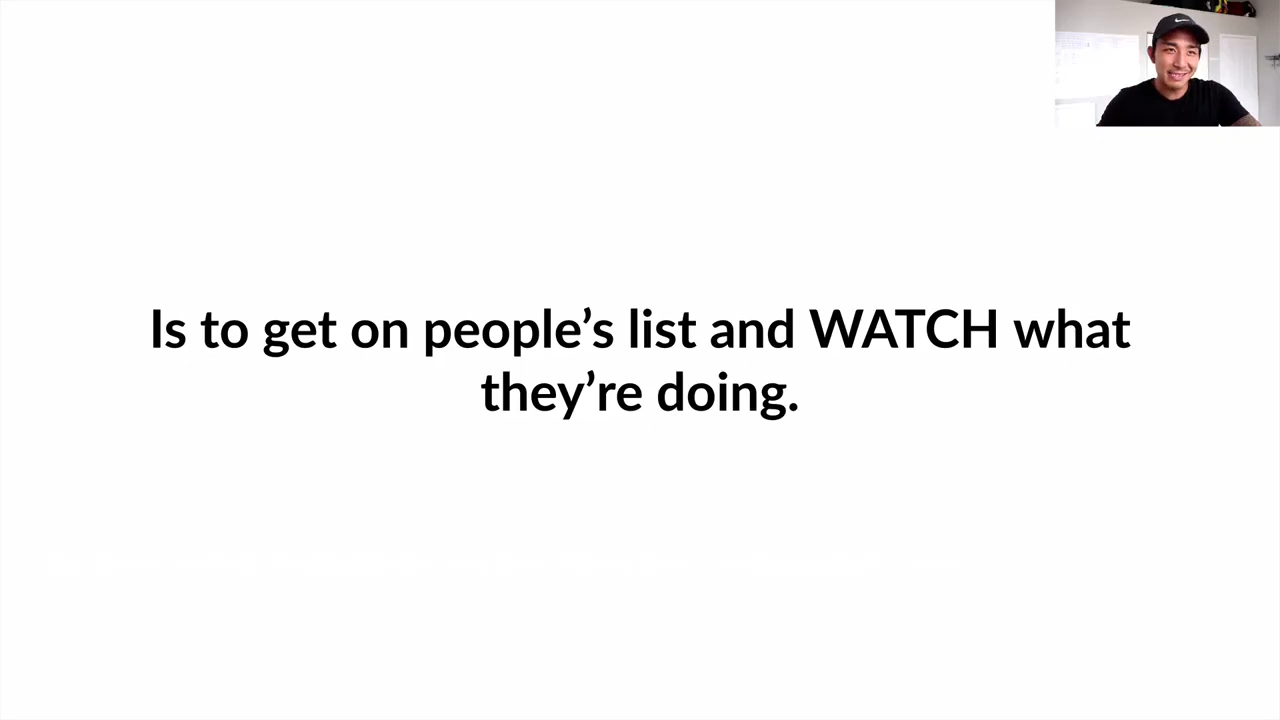 Is to get on people’s list and WATCH what
they’re doing.